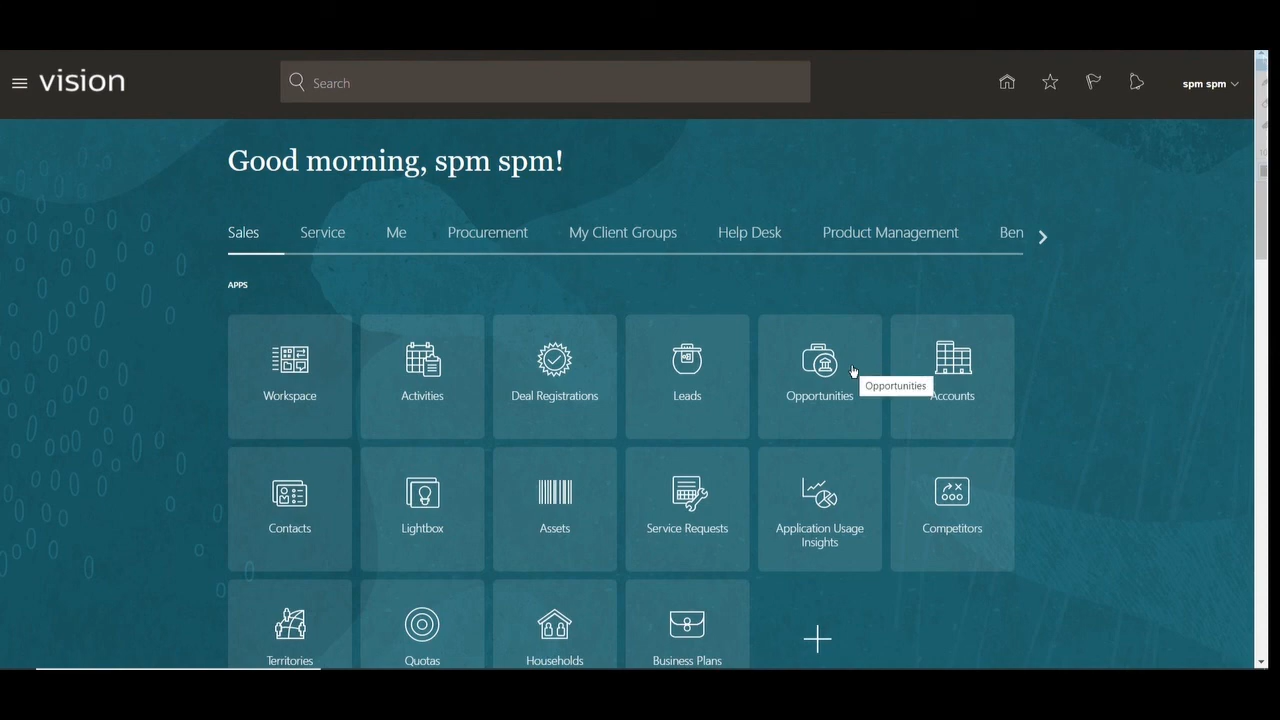 vision
Search
spm spm
Good morning, spm spm!
Sales Service Me Procurement My Client Groups Help Desk Product Management Ben
APPS
Workspace Activities Deal Registrations Leads Opportunities Accounts
Opportunities
Contacts Lightbox Assets Service Requests Application Usage Insights Competitors
Territories Quotas Households Business Plans